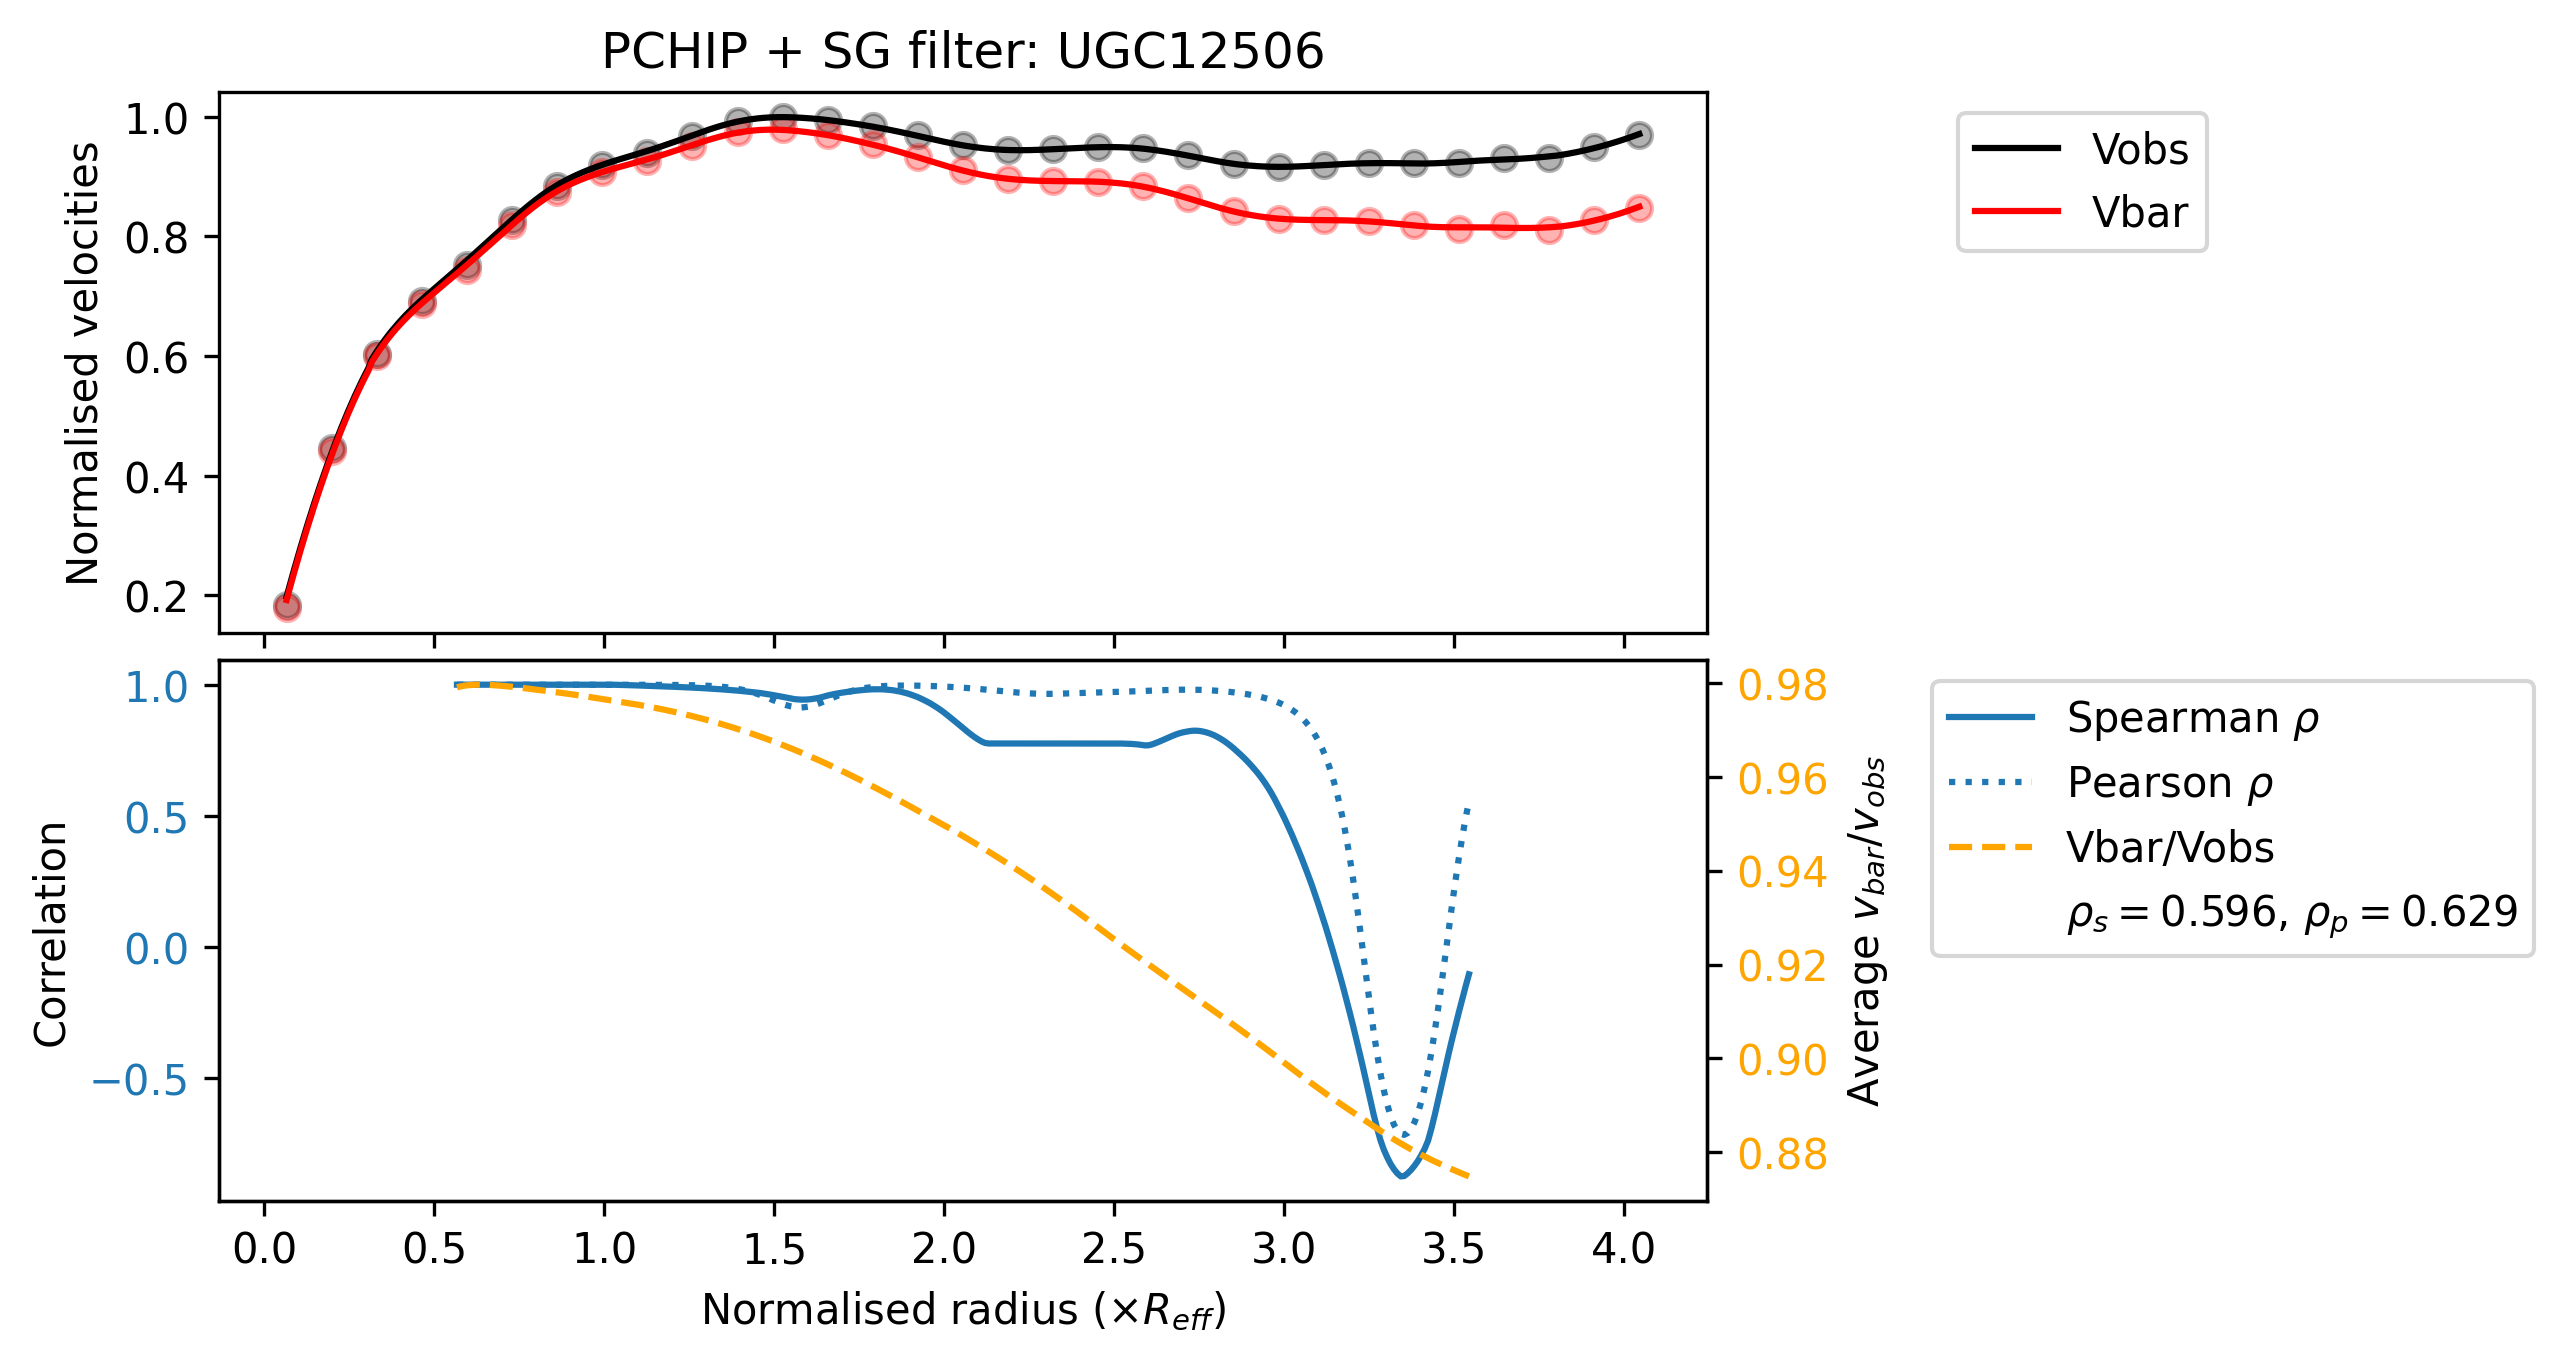 PCHIP + SG filter: UGC12506
Normalised velocities
1.0
0.8
0.6
0.4
0.2
Vobs
Vbar
Correlation
1.0
0.5
0.0
−0.5
0.98
0.96
0.94
0.92
0.90
0.88
Average v_bar/v_obs
Spearman ρ
Pearson ρ
Vbar/Vobs
ρ_s = 0.596, ρ_p = 0.629
0.0 0.5 1.0 1.5 2.0 2.5 3.0 3.5 4.0
Normalised radius (×R_eff)